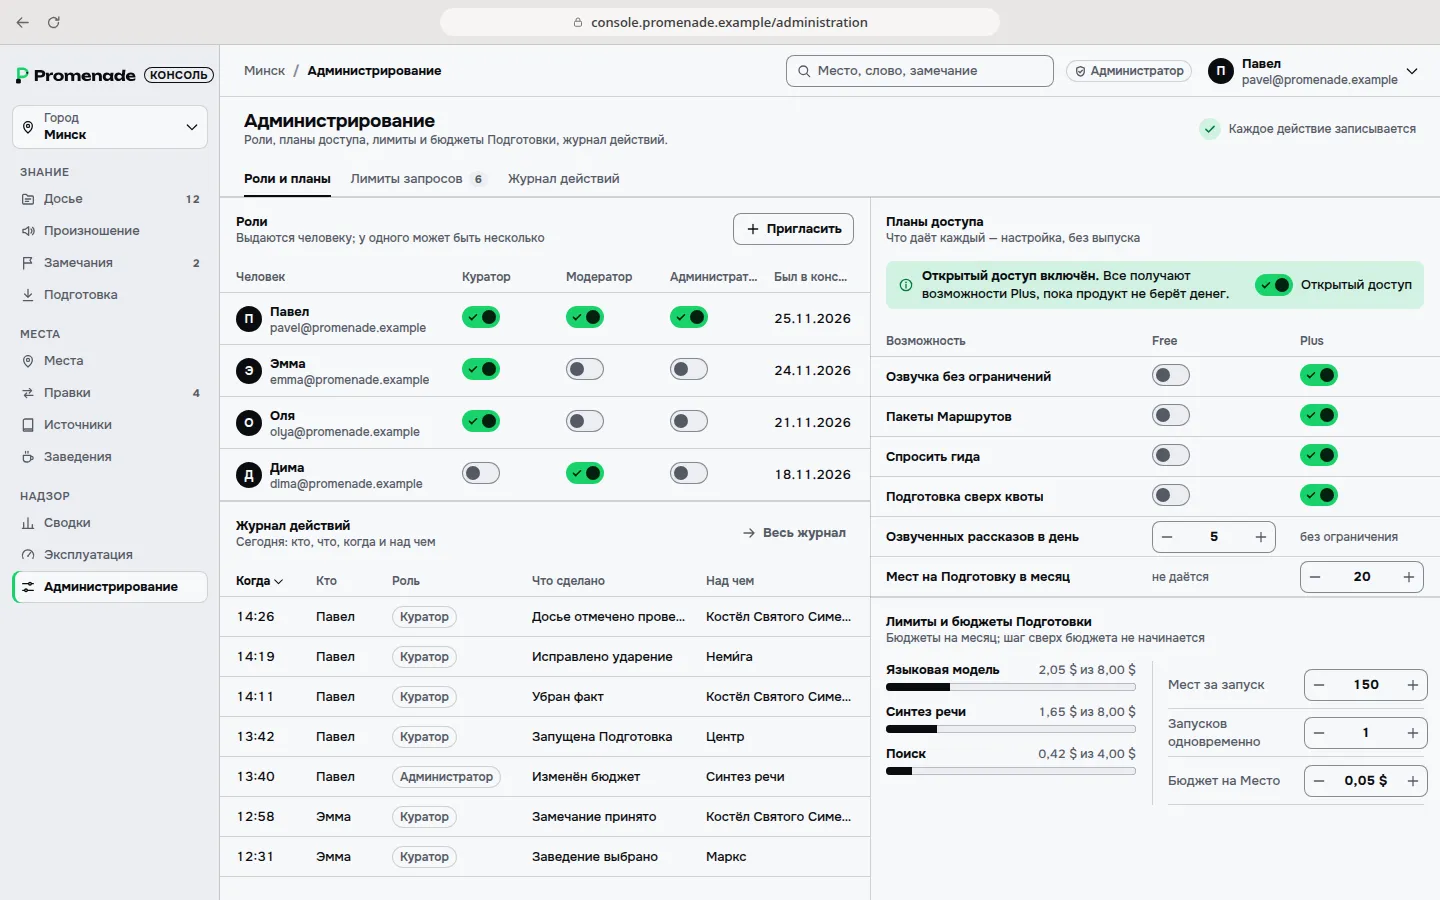 console.promenade.example/administration
Promenade КОНСОЛЬ
Город
Минск
ЗНАНИЕ
Досье 12
Произношение
Замечания 2
Подготовка
МЕСТА
Места
Правки 4
Источники
Заведения
НАДЗОР
Сводки
Эксплуатация
Администрирование
Минск / Администрирование
Место, слово, замечание
Администратор
П
Павел
pavel@promenade.example
Администрирование
Роли, планы доступа, лимиты и бюджеты Подготовки, журнал действий.
Каждое действие записывается
Роли и планы
Лимиты запросов 6
Журнал действий
Роли
Выдаются человеку; у одного может быть несколько
Пригласить
Человек Куратор Модератор Администрат... Был в конс...
П Павел
pavel@promenade.example
25.11.2026
Э Эмма
emma@promenade.example
24.11.2026
О Оля
olya@promenade.example
21.11.2026
Д Дима
dima@promenade.example
18.11.2026
Журнал действий
Сегодня: кто, что, когда и над чем
Весь журнал
Когда Кто Роль Что сделано Над чем
14:26 Павел Куратор Досье отмечено прове... Костёл Святого Симе...
14:19 Павел Куратор Исправлено ударение Неми́га
14:11 Павел Куратор Убран факт Костёл Святого Симе...
13:42 Павел Куратор Запущена Подготовка Центр
13:40 Павел Администратор Изменён бюджет Синтез речи
12:58 Эмма Куратор Замечание принято Костёл Святого Симе...
12:31 Эмма Куратор Заведение выбрано Маркс
Планы доступа
Что даёт каждый — настройка, без выпуска
Открытый доступ включён. Все получают
возможности Plus, пока продукт не берёт денег.
Открытый доступ
Возможность Free Plus
Озвучка без ограничений
Пакеты Маршрутов
Спросить гида
Подготовка сверх квоты
Озвученных рассказов в день − 5 + без ограничения
Мест на Подготовку в месяц не даётся − 20 +
Лимиты и бюджеты Подготовки
Бюджеты на месяц; шаг сверх бюджета не начинается
Языковая модель 2,05 $ из 8,00 $
Синтез речи 1,65 $ из 8,00 $
Поиск 0,42 $ из 4,00 $
Мест за запуск − 150 +
Запусков
одновременно − 1 +
Бюджет на Место − 0,05 $ +